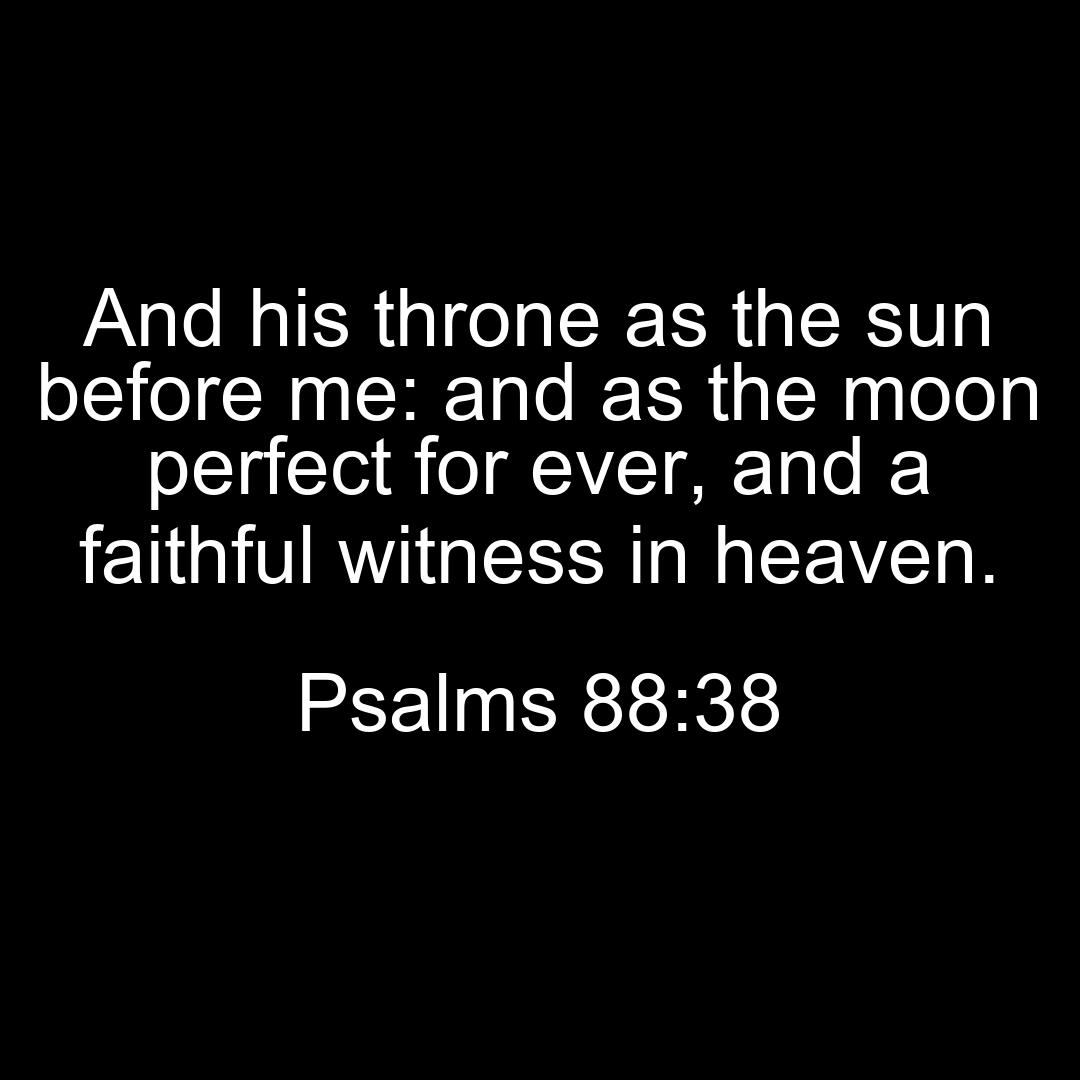 And his throne as the sun
before me: and as the moon
perfect for ever, and a
faithful witness in heaven.
Psalms 88:38